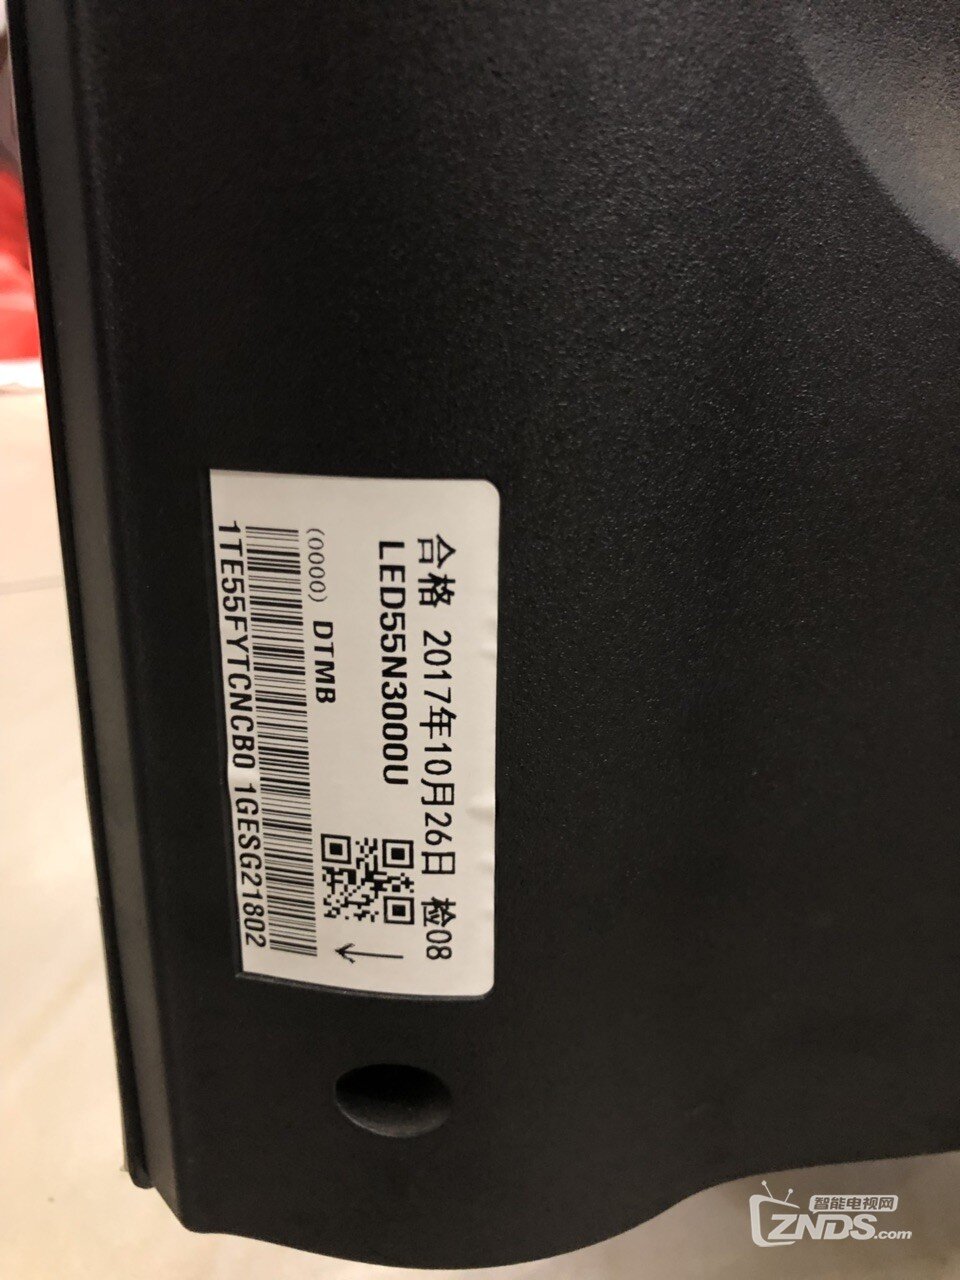 合格 2017年10月26日 检08
LED55N3000U
(0000) DTMB
1TE55FYTCNCB0 1GESG21802
智能电视网
ZNDS.com